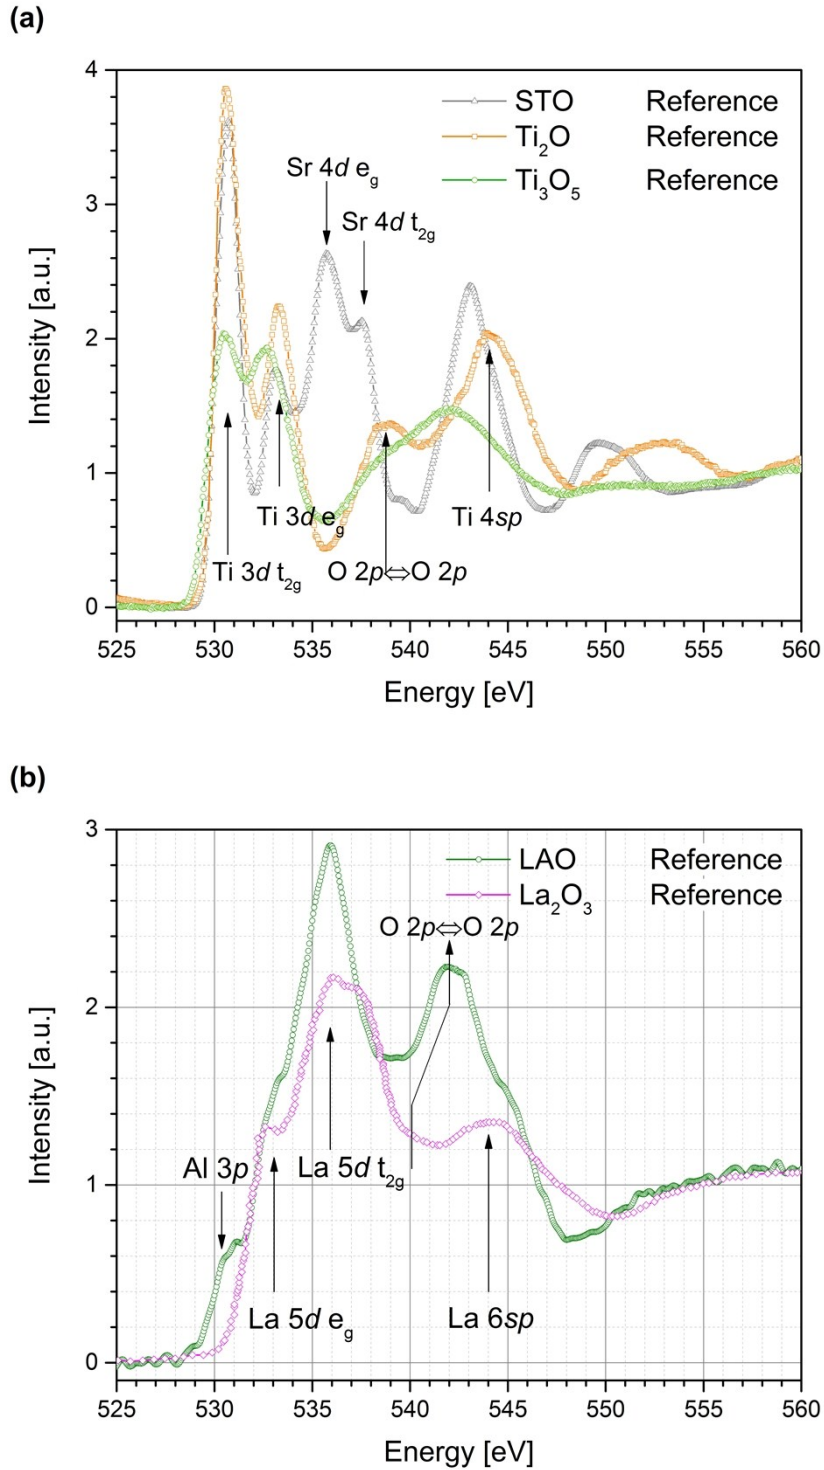 (a)
4
3
2
1
0
Intensity [a.u.]
STO Reference
Ti2O Reference
Ti3O5 Reference
Sr 4d eg
Sr 4d t2g
Ti 3d eg
Ti 4sp
Ti 3d t2g
O 2p⇔O 2p
525 530 535 540 545 550 555 560
Energy [eV]
(b)
3
2
1
0
Intensity [a.u.]
LAO Reference
La2O3 Reference
O 2p⇔O 2p
Al 3p
La 5d t2g
La 5d eg
La 6sp
525 530 535 540 545 550 555 560
Energy [eV]